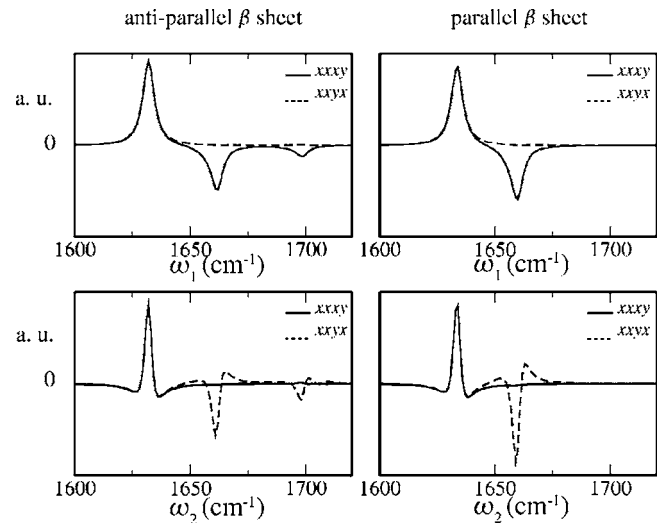 anti-parallel β sheet
parallel β sheet
xxxy
xxyx
xxxy
xxyx
a. u.
0
1600 1650 1700
1600 1650 1700
ω₁ (cm⁻¹)
ω₁ (cm⁻¹)
xxxy
xxyx
xxxy
xxyx
a. u.
0
1600 1650 1700
1600 1650 1700
ω₂ (cm⁻¹)
ω₂ (cm⁻¹)